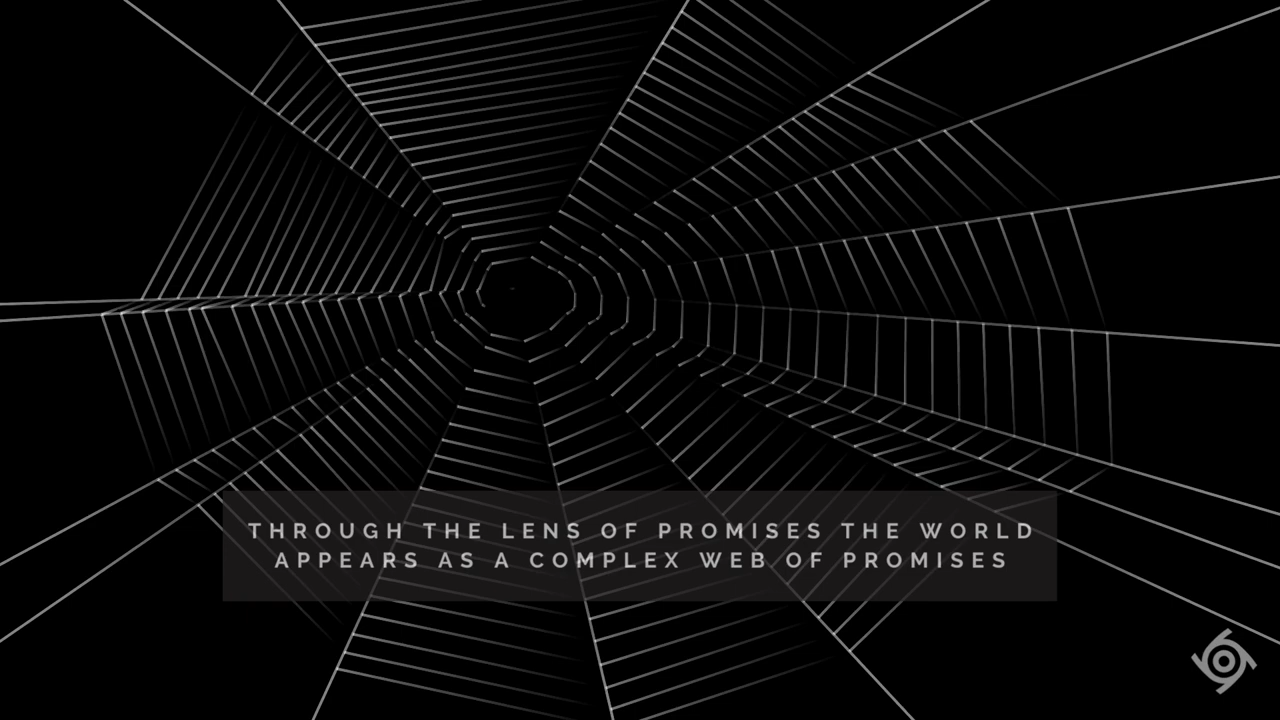 THROUGH THE LENS OF PROMISES THE WORLD
APPEARS AS A COMPLEX WEB OF PROMISES